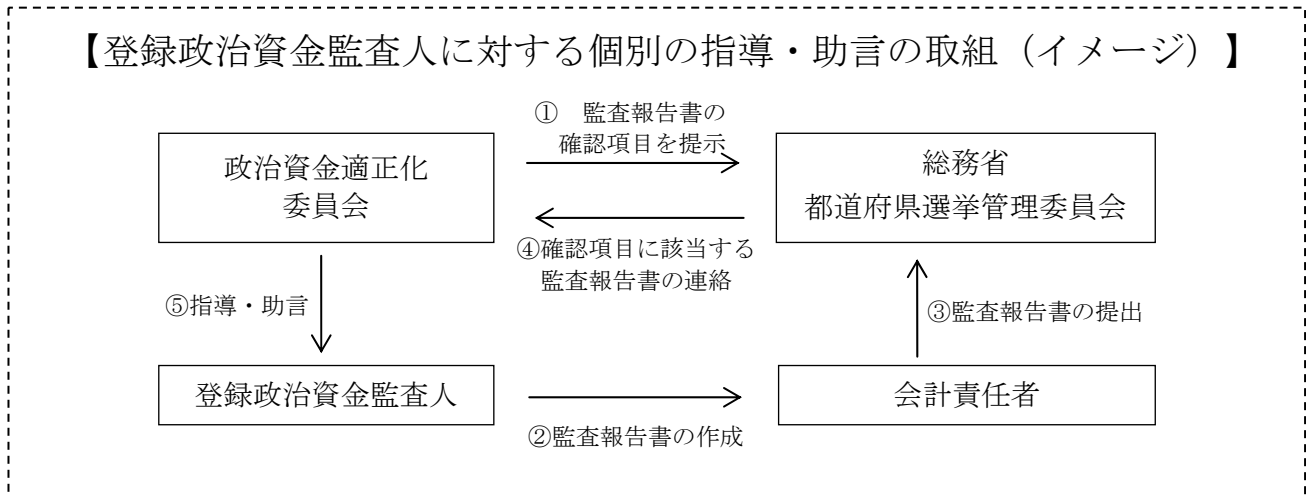 【登録政治資金監査人に対する個別の指導・助言の取組（イメージ）】
① 監査報告書の
確認項目を提示
政治資金適正化
委員会
総務省
都道府県選挙管理委員会
④確認項目に該当する
監査報告書の連絡
⑤指導・助言
③監査報告書の提出
登録政治資金監査人
会計責任者
②監査報告書の作成